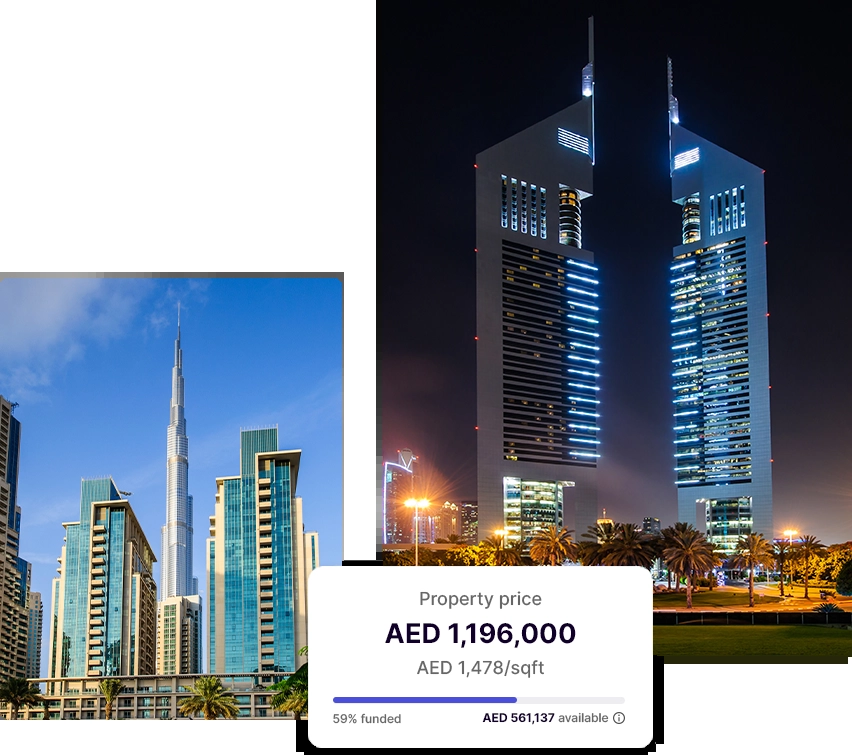 Property price
AED 1,196,000
AED 1,478/sqft
59% funded
AED 561,137 available